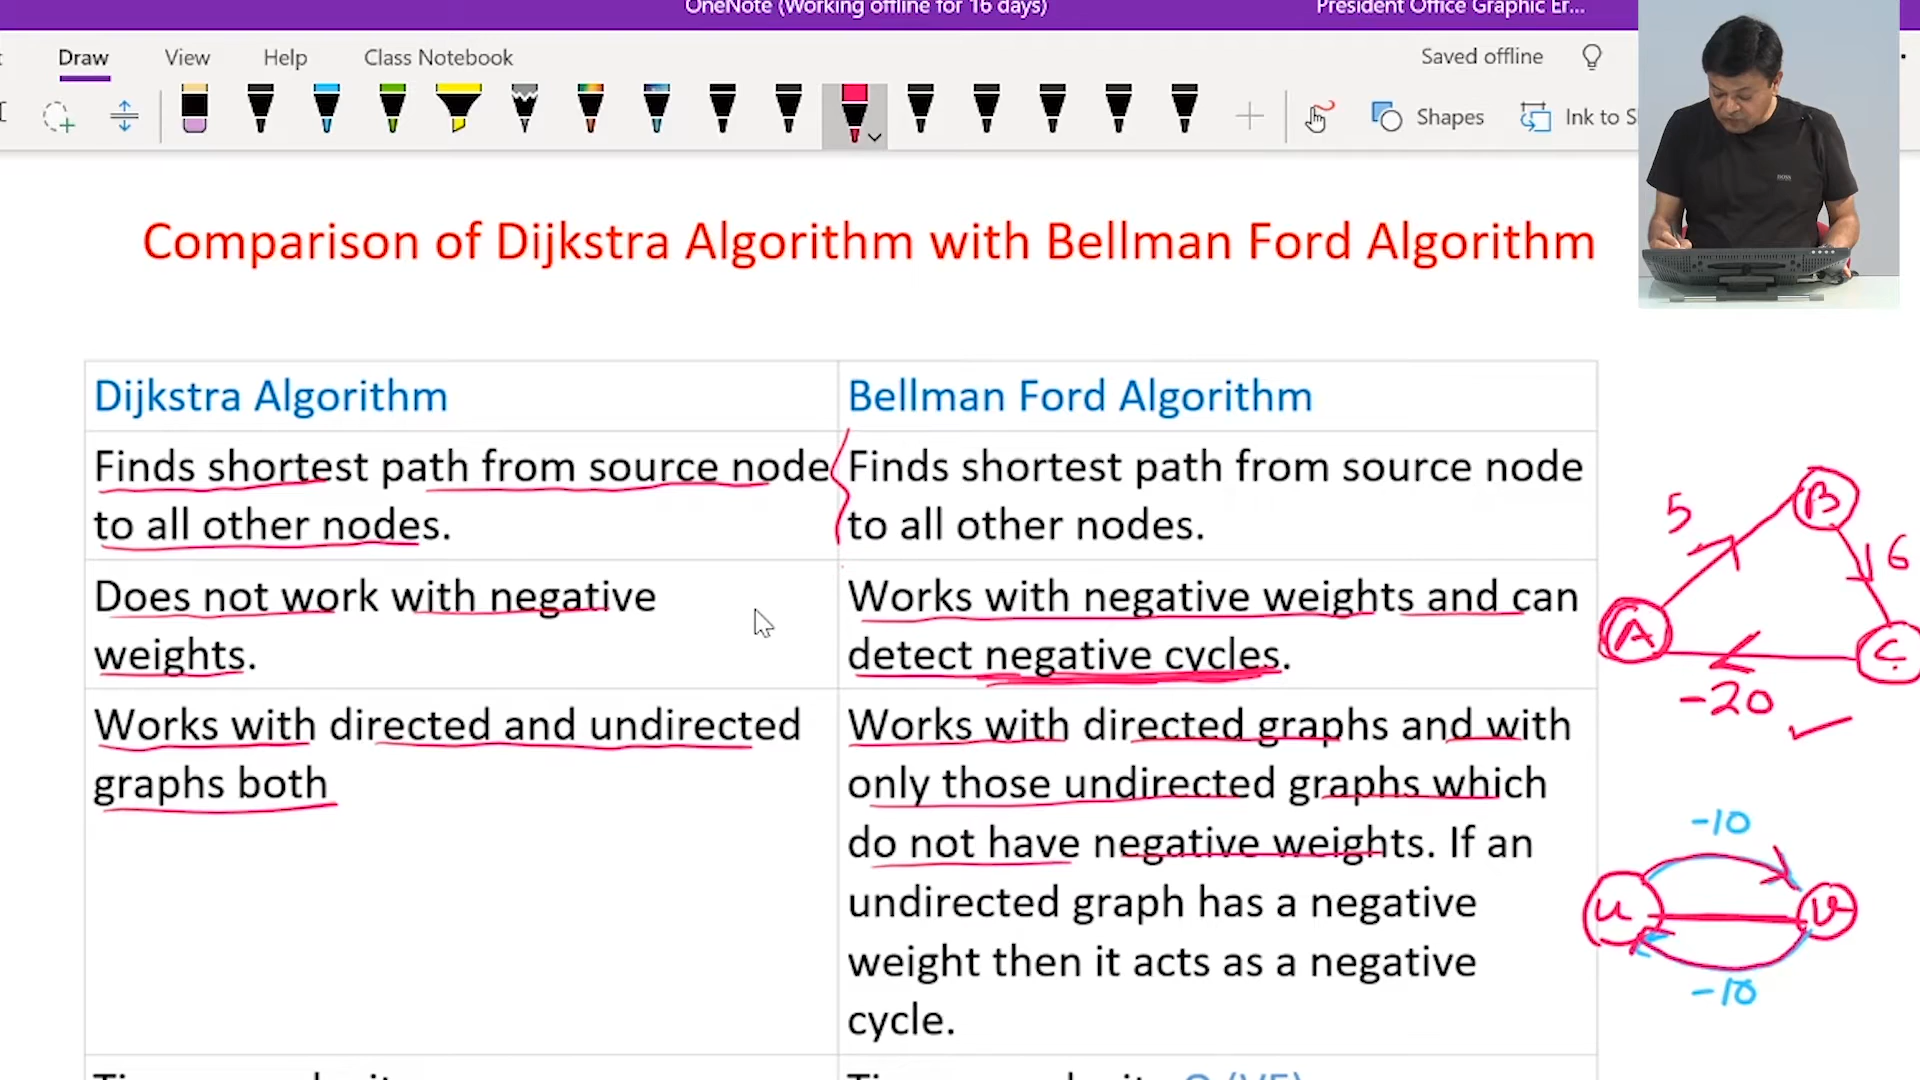 OneNote (Working offline for 16 days)
President Office Graphic Er...
Draw
View
Help
Class Notebook
Saved offline
Shapes
Ink to S
Comparison of Dijkstra Algorithm with Bellman Ford Algorithm
Dijkstra Algorithm
Bellman Ford Algorithm
Finds shortest path from source node
to all other nodes.
Finds shortest path from source node
to all other nodes.
Does not work with negative
weights.
Works with negative weights and can
detect negative cycles.
Works with directed and undirected
graphs both
Works with directed graphs and with
only those undirected graphs which
do not have negative weights. If an
undirected graph has a negative
weight then it acts as a negative
cycle.
B
5
6
A
C
-20
-10
u
v
-10
BOSS